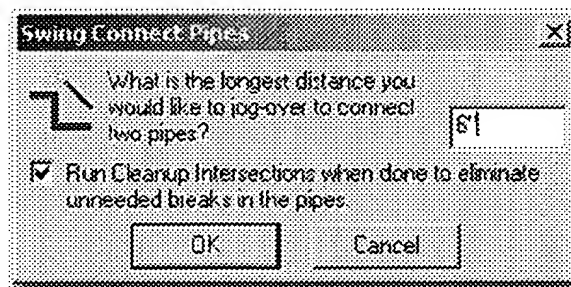 Swing Connect Pipes
What is the longest distance you
would like to jog-over to connect
two pipes?
6'
Run Cleanup Intersections when done to eliminate
unneeded breaks in the pipes.
OK
Cancel